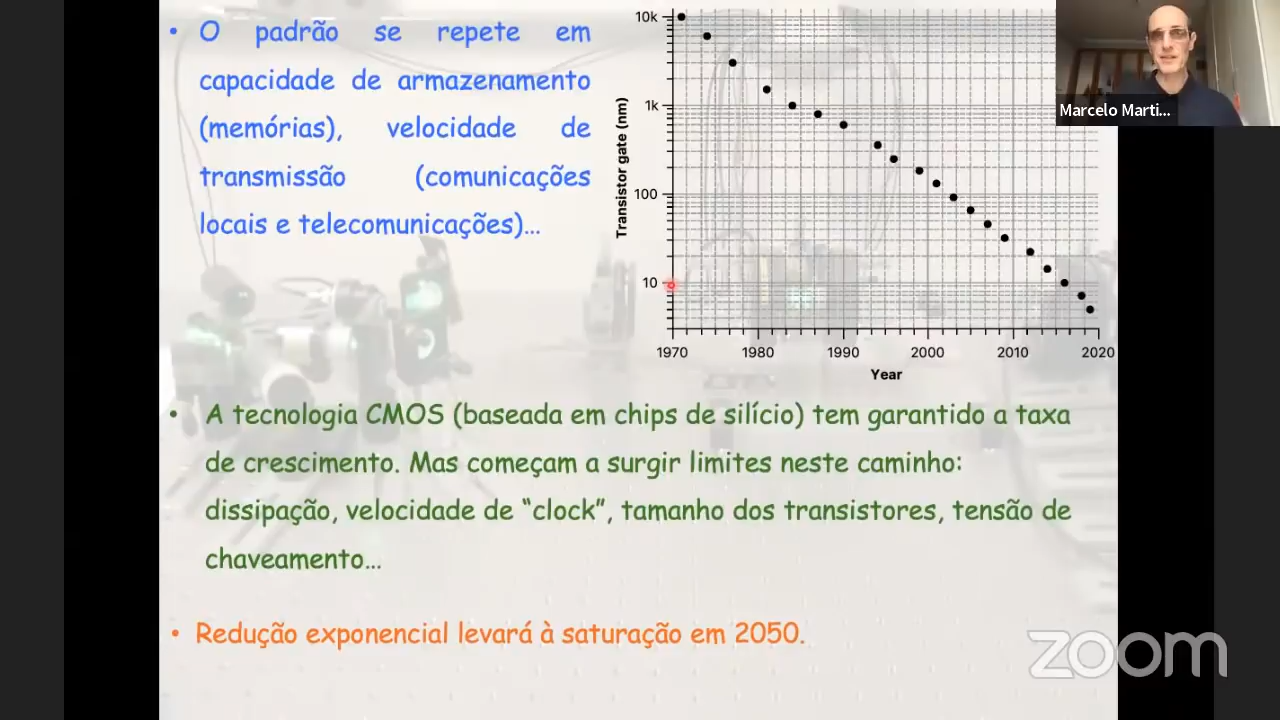 • O padrão se repete em
capacidade de armazenamento
(memórias), velocidade de
transmissão (comunicações
locais e telecomunicações)…
Transistor gate (nm)
10k
1k
100
10
1970 1980 1990 2000 2010 2020
Year
Marcelo Marti...
• A tecnologia CMOS (baseada em chips de silício) tem garantido a taxa
de crescimento. Mas começam a surgir limites neste caminho:
dissipação, velocidade de “clock”, tamanho dos transistores, tensão de
chaveamento…
• Redução exponencial levará à saturação em 2050.
zoom